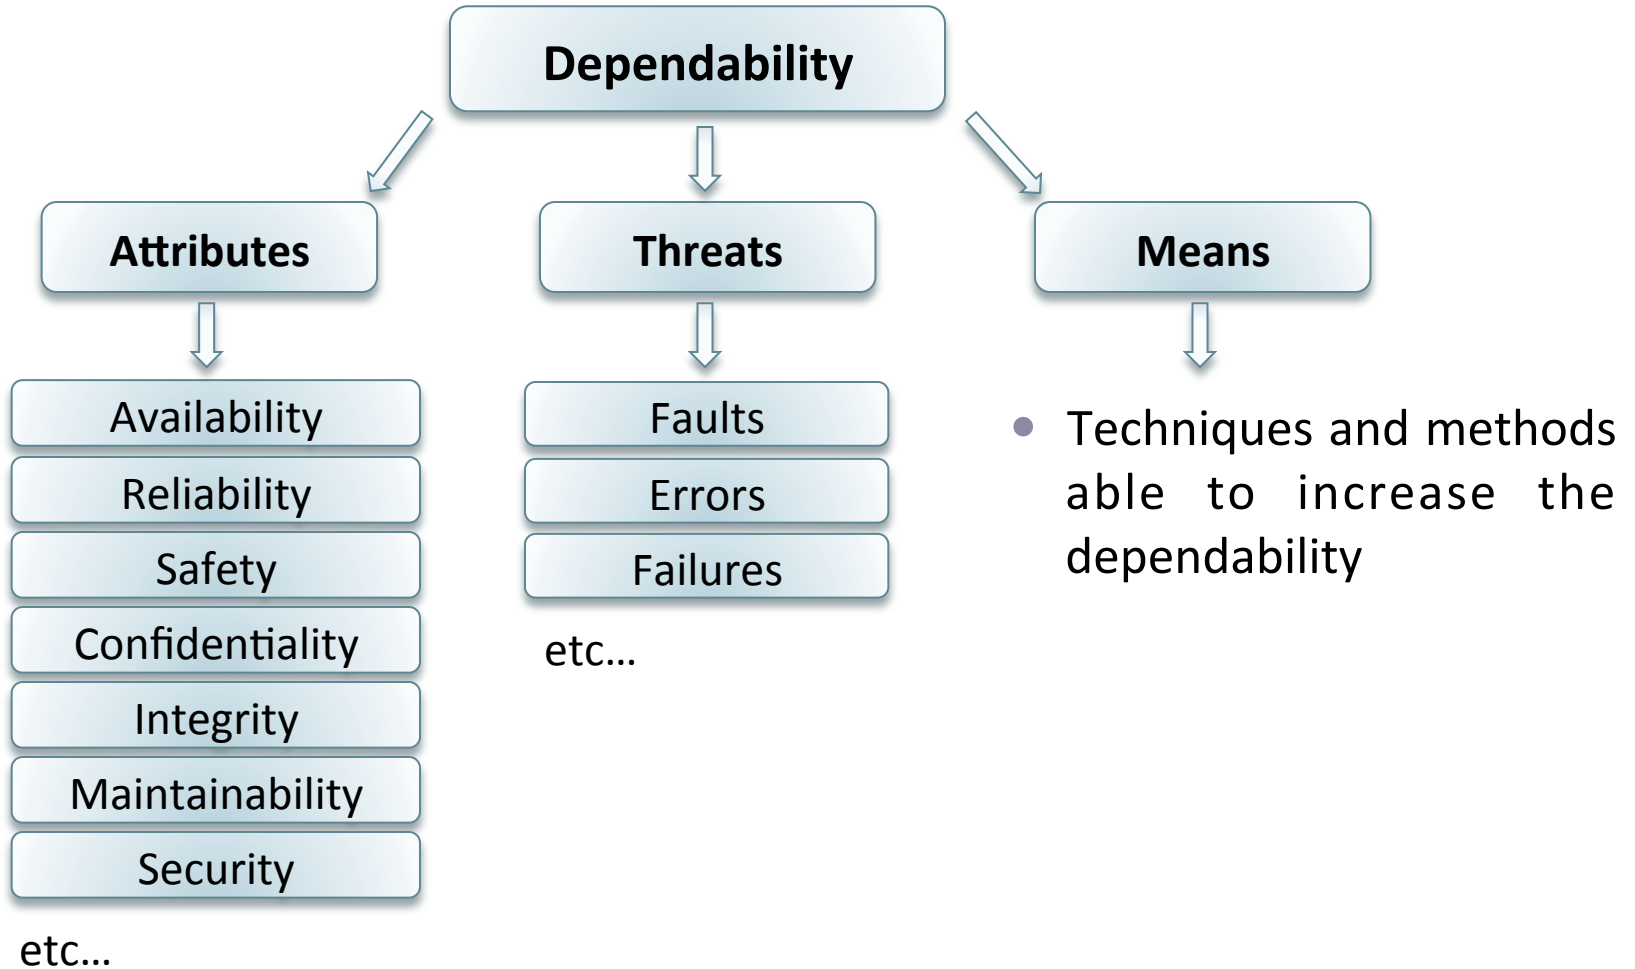 Dependability
Attributes
Threats
Means
Availability
Reliability
Safety
Confidentiality
Integrity
Maintainability
Security
etc...
Faults
Errors
Failures
etc...
• Techniques and methods
able to increase the
dependability